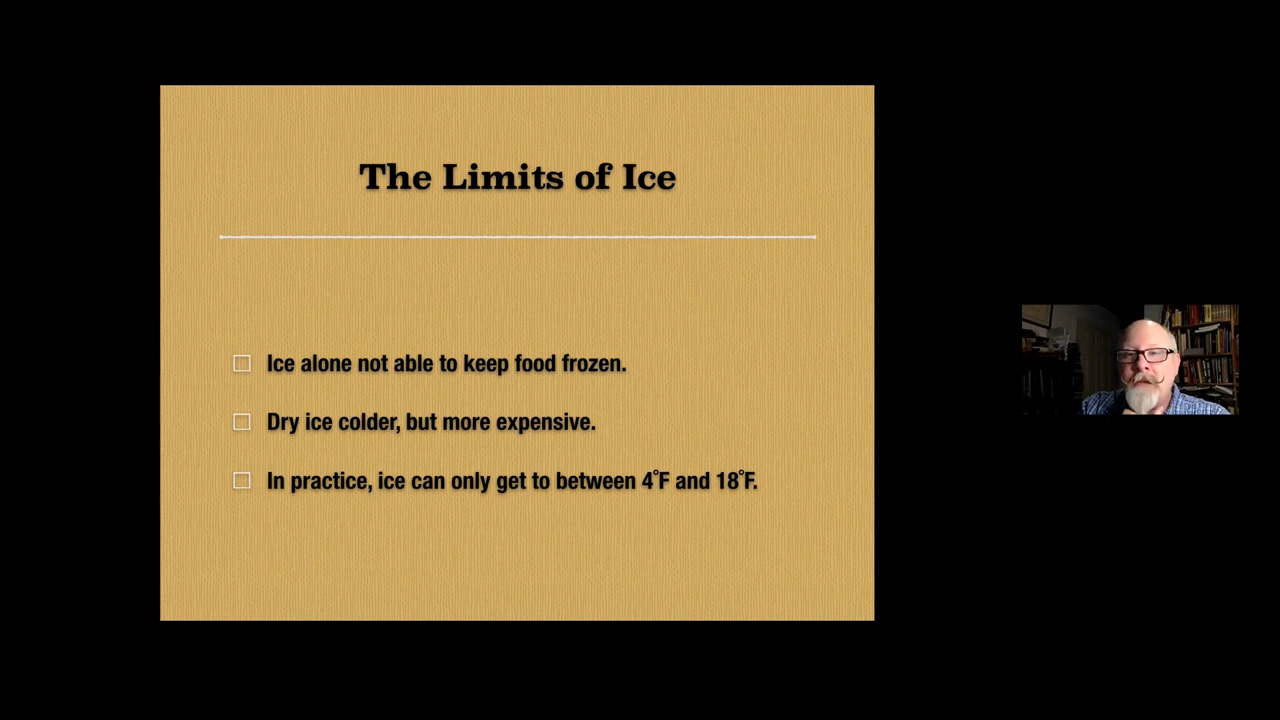 The Limits of Ice
Ice alone not able to keep food frozen.
Dry ice colder, but more expensive.
In practice, ice can only get to between 4°F and 18°F.